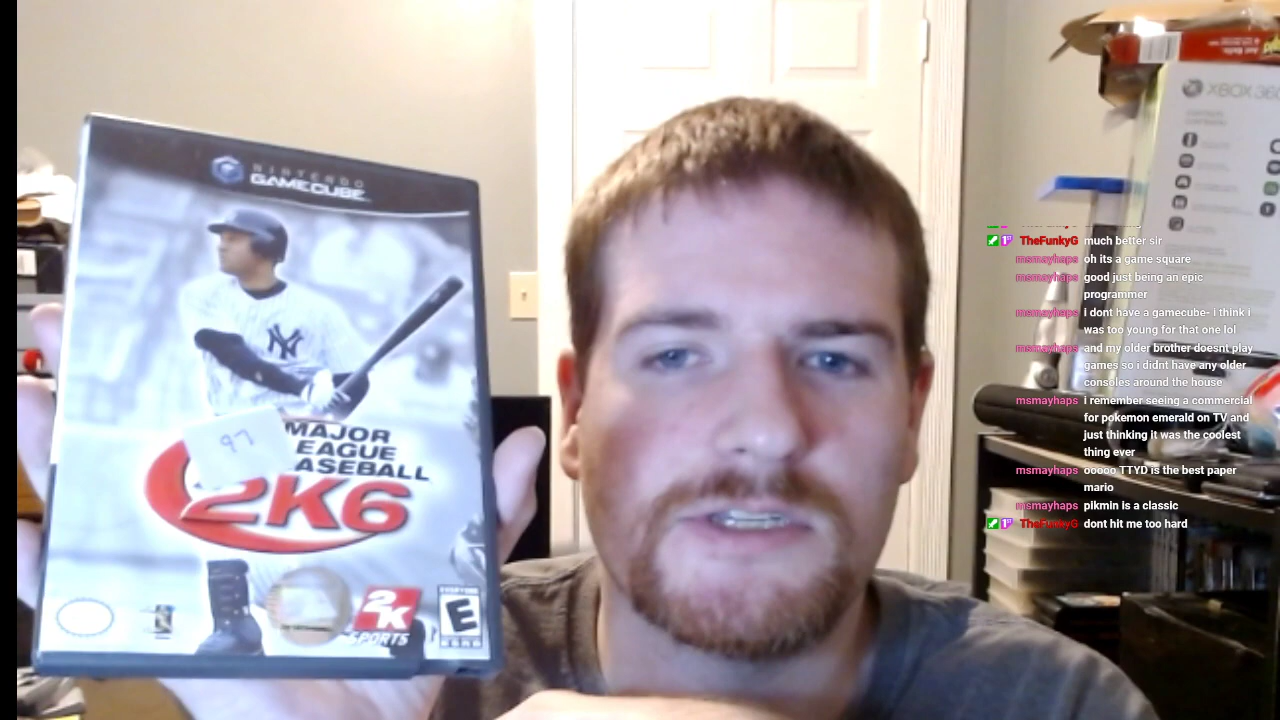 NINTENDO
GAMECUBE
97
MAJOR
LEAGUE
BASEBALL
2K6
2K
SPORTS
EVERYONE
E
ESRB
XBOX 360
TheFunkyG much better sir
msmayhaps oh its a game square
msmayhaps good just being an epic
programmer
msmayhaps i dont have a gamecube- i think i
was too young for that one lol
msmayhaps and my older brother doesnt play
games so i didnt have any older
consoles around the house
msmayhaps i remember seeing a commercial
for pokemon emerald on TV and
just thinking it was the coolest
thing ever
msmayhaps ooooo TTYD is the best paper
mario
msmayhaps pikmin is a classic
TheFunkyG dont hit me too hard